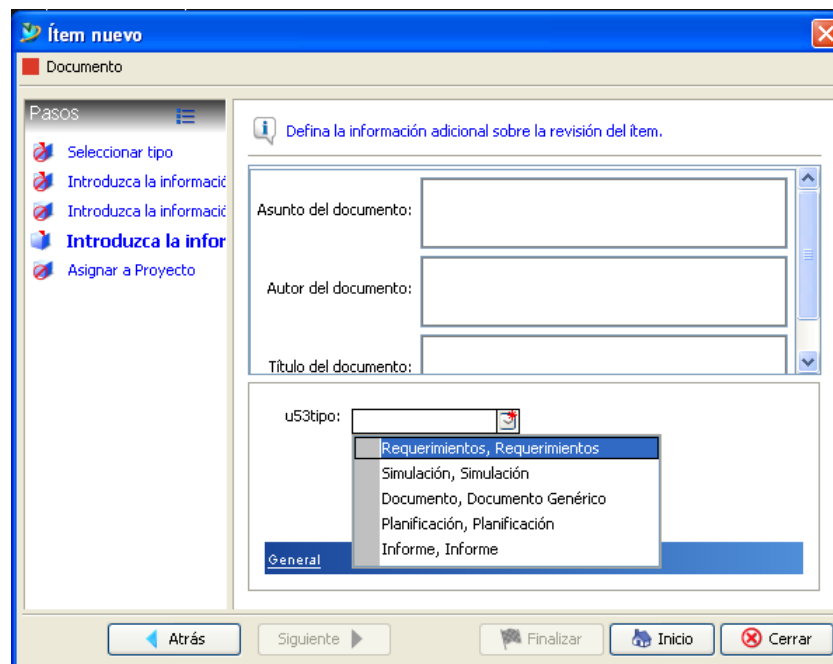 Ítem nuevo
Documento
Pasos
Seleccionar tipo
Introduzca la informació
Introduzca la informació
Introduzca la infor
Asignar a Proyecto
Defina la información adicional sobre la revisión del ítem.
Asunto del documento:
Autor del documento:
Título del documento:
u53tipo:
Requerimientos, Requerimientos
Simulación, Simulación
Documento, Documento Genérico
Planificación, Planificación
Informe, Informe
General
Atrás
Siguiente
Finalizar
Inicio
Cerrar